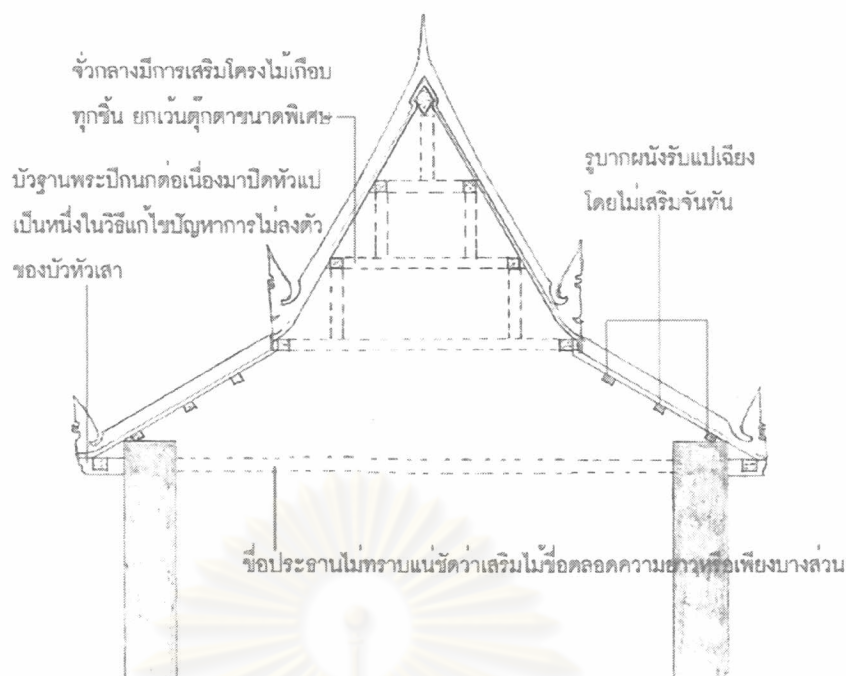 จั่วกลางมีการเสริมโครงไม้เกือบ
ทุกชิ้น ยกเว้นตุ๊กตาขนาดพิเศษ
บัวฐานพระปีกนกต่อเนื่องมาปิดหัวแป
เป็นหนึ่งในวิธีแก้ไขปัญหาการไม่ลงตัว
ของบัวหัวเสา
รูบากผนังรับแปเฉียง
โดยไม่เสริมจันทัน
ขื่อประธานไม่ทราบแน่ชัดว่าเสริมไม้ขื่อตลอดความยาวหรือเพียงบางส่วน